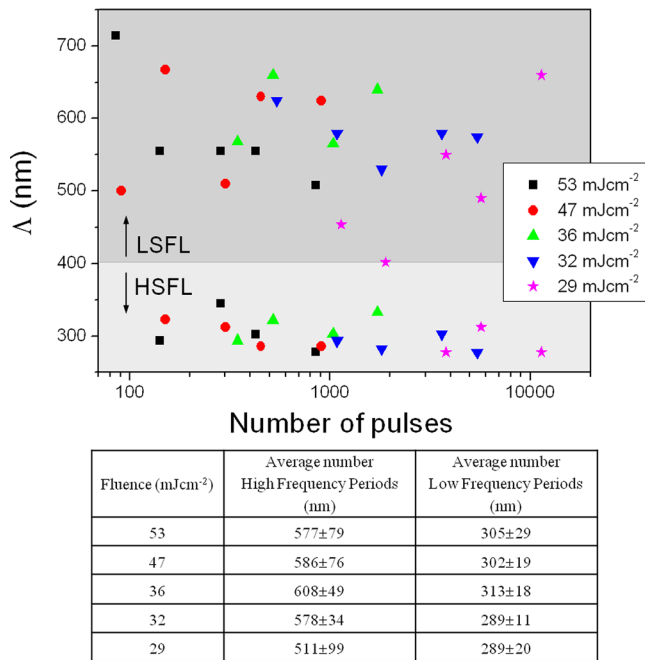 700
600
500
400
300
Λ (nm)
LSFL
HSFL
53 mJcm⁻²
47 mJcm⁻²
36 mJcm⁻²
32 mJcm⁻²
29 mJcm⁻²
100 1000 10000
Number of pulses
Fluence (mJcm⁻²) Average number High Frequency Periods (nm) Average number Low Frequency Periods (nm)
53 577±79 305±29
47 586±76 302±19
36 608±49 313±18
32 578±34 289±11
29 511±99 289±20